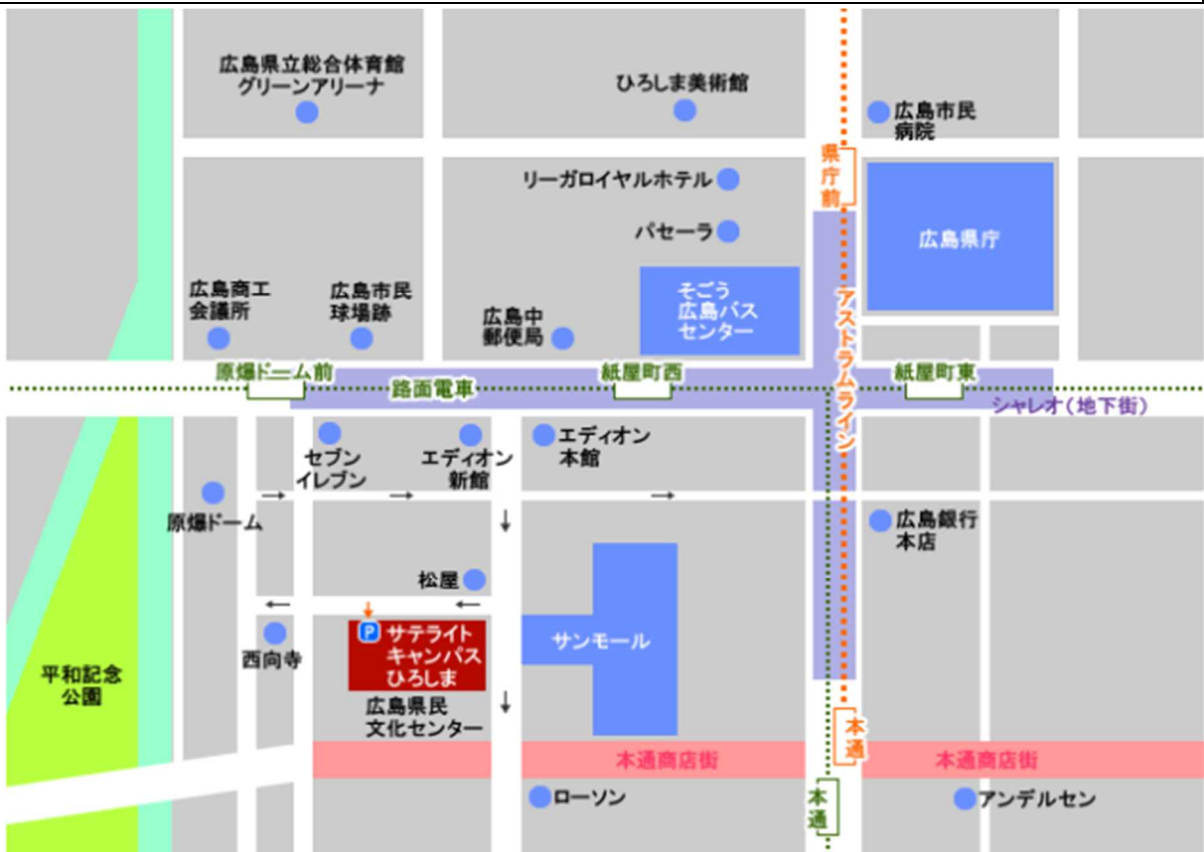 広島県立総合体育館
グリーンアリーナ
ひろしま美術館
広島市民
病院
県庁前
リーガロイヤルホテル
パセーラ
広島県庁
広島商工
会議所
広島市民
球場跡
広島中
郵便局
そごう
広島バス
センター
アストラムライン
原爆ドーム前
路面電車
紙屋町西
紙屋町東
シャレオ(地下街)
セブン
イレブン
エディオン
新館
エディオン
本館
→
→
→
原爆ドーム
↓
広島銀行
本店
松屋
←
←
↓
P
サテライト
キャンパス
ひろしま
サンモール
西向寺
平和記念
公園
広島県民
文化センター
↓
本通
本通商店街
本通商店街
本通
ローソン
アンデルセン